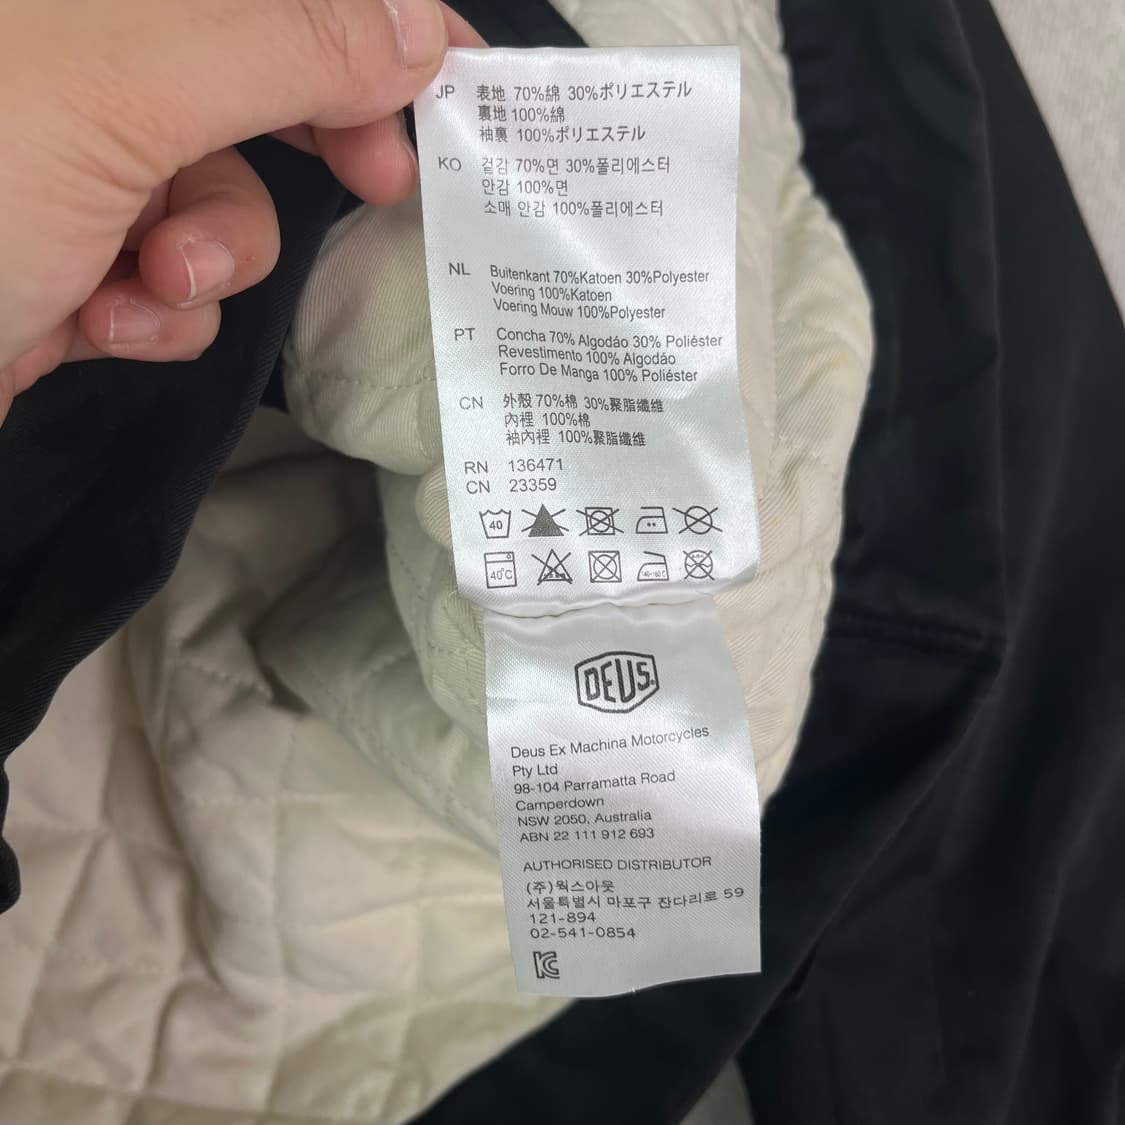 JP 表地 70%綿 30%ポリエステル
裏地 100%綿
袖裏 100%ポリエステル
KO 겉감 70%면 30%폴리에스터
안감 100%면
소매 안감 100%폴리에스터
NL Buitenkant 70%Katoen 30%Polyester
Voering 100%Katoen
Voering Mouw 100%Polyester
PT Concha 70% Algodáo 30% Poliéster
Revestimento 100% Algodáo
Forro De Manga 100% Poliéster
CN 外殼 70%棉 30%聚脂纖維
內裡 100%棉
袖內裡 100%聚脂纖維
RN 136471
CN 23359
40
40°C 140-160°C
DEUS.
Deus Ex Machina Motorcycles
Pty Ltd
98-104 Parramatta Road
Camperdown
NSW 2050, Australia
ABN 22 111 912 693
AUTHORISED DISTRIBUTOR
(주)웍스아웃
서울특별시 마포구 잔다리로 59
121-894
02-541-0854
KC